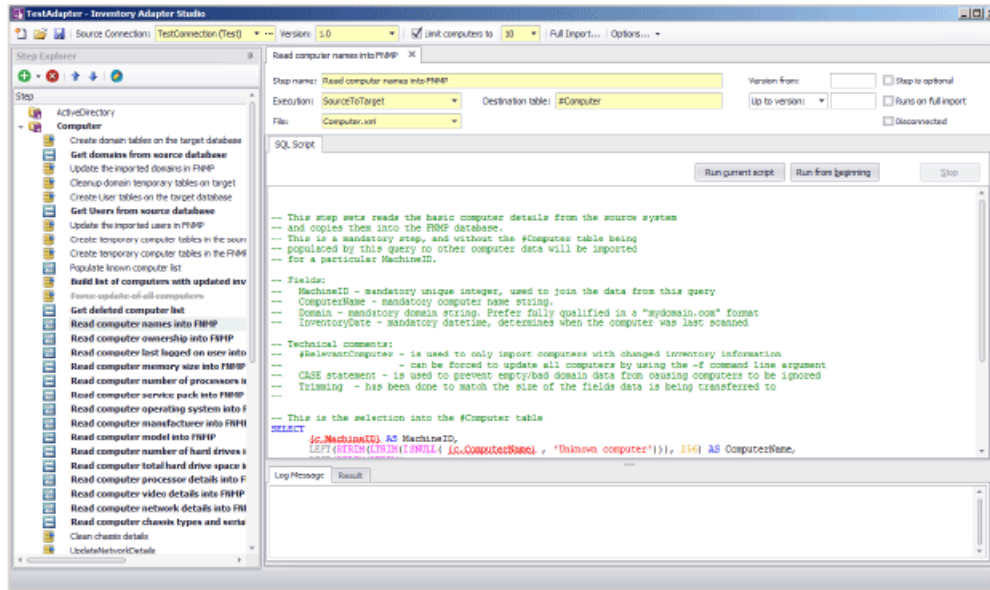 TestAdapter - Inventory Adapter Studio
Source Connection: TestConnection (Test) Version: 1.0 Limit computers to 10 Full Import... Options...
Step Explorer
Step
ActiveDirectory
Computer
Create domain tables on the target database
Get domains from source database
Update the imported domains in FNMP
Cleanup domain temporary tables on target
Create User tables on the target database
Get Users from source database
Update the imported users in FNMP
Create temporary computer tables in the sour
Create temporary computer tables in the FNM
Populate known computer list
Build list of computers with updated inv
Force update of all computers
Get deleted computer list
Read computer names into FNMP
Read computer ownership into FNMP
Read computer last logged on user into
Read computer memory size into FNMP
Read computer number of processors i
Read computer service pack into FNMP
Read computer operating system into F
Read computer manufacturer into FNM
Read computer model into FNMP
Read computer number of hard drives i
Read computer total hard drive space i
Read computer processor details into F
Read computer video details into FNMP
Read computer network details into FN
Read computer chassis types and seria
Clean chassis details
UpdateNetworkDetails
Read computer names into FNMP
Step name: Read computer names into FNMP Version from: Step is optional
Execution: SourceToTarget Destination table: #Computer Up to version: Runs on full import
File: Computer.xml Disconnected
SQL Script
Run current script Run from beginning Stop
-- This step sets reads the basic computer details from the source system
-- and copies them into the FNMP database.
-- This is a mandatory step, and without the #Computer table being
-- populated by this query no other computer data will be imported
-- for a particular MachineID.
-- Fields:
-- MachineID - mandatory unique integer, used to join the data from this query
-- ComputerName - mandatory computer name string.
-- Domain - mandatory domain string. Prefer fully qualified in a "mydomain.com" format
-- InventoryDate - mandatory datetime, determines when the computer was last scanned
-- Technical comments:
-- #RelevantComputer - is used to only import computers with changed inventory information
-- - can be forced to update all computers by using the -f command line argument
-- CASE statement - is used to prevent empty/bad domain data from causing computers to be ignored
-- Trimming - has been done to match the size of the fields data is being transferred to
--
-- This is the selection into the #Computer table
SELECT
{c.MachineID} AS MachineID,
LEFT(RTRIM(LTRIM(ISNULL( {c.ComputerName} , 'Unknown computer'))), 256) AS ComputerName,
Log Message Result